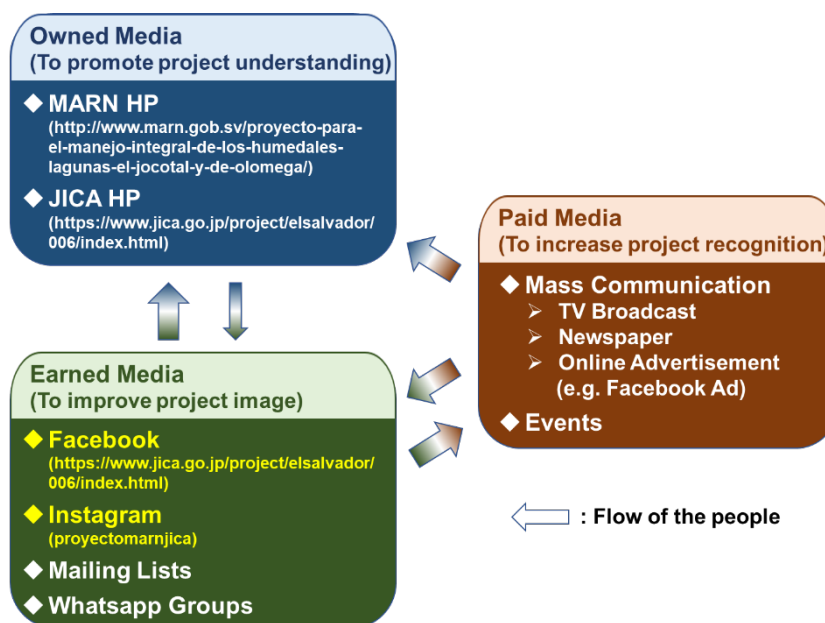 Owned Media
(To promote project understanding)
◆ MARN HP
(http://www.marn.gob.sv/proyecto-para-
el-manejo-integral-de-los-humedales-
lagunas-el-jocotal-y-de-olomega/)
◆ JICA HP
(https://www.jica.go.jp/project/elsalvador/
006/index.html)
Paid Media
(To increase project recognition)
◆ Mass Communication
➢ TV Broadcast
➢ Newspaper
➢ Online Advertisement
(e.g. Facebook Ad)
◆ Events
Earned Media
(To improve project image)
◆ Facebook
(https://www.jica.go.jp/project/elsalvador/
006/index.html)
◆ Instagram
(proyectomarnjica)
◆ Mailing Lists
◆ Whatsapp Groups
: Flow of the people